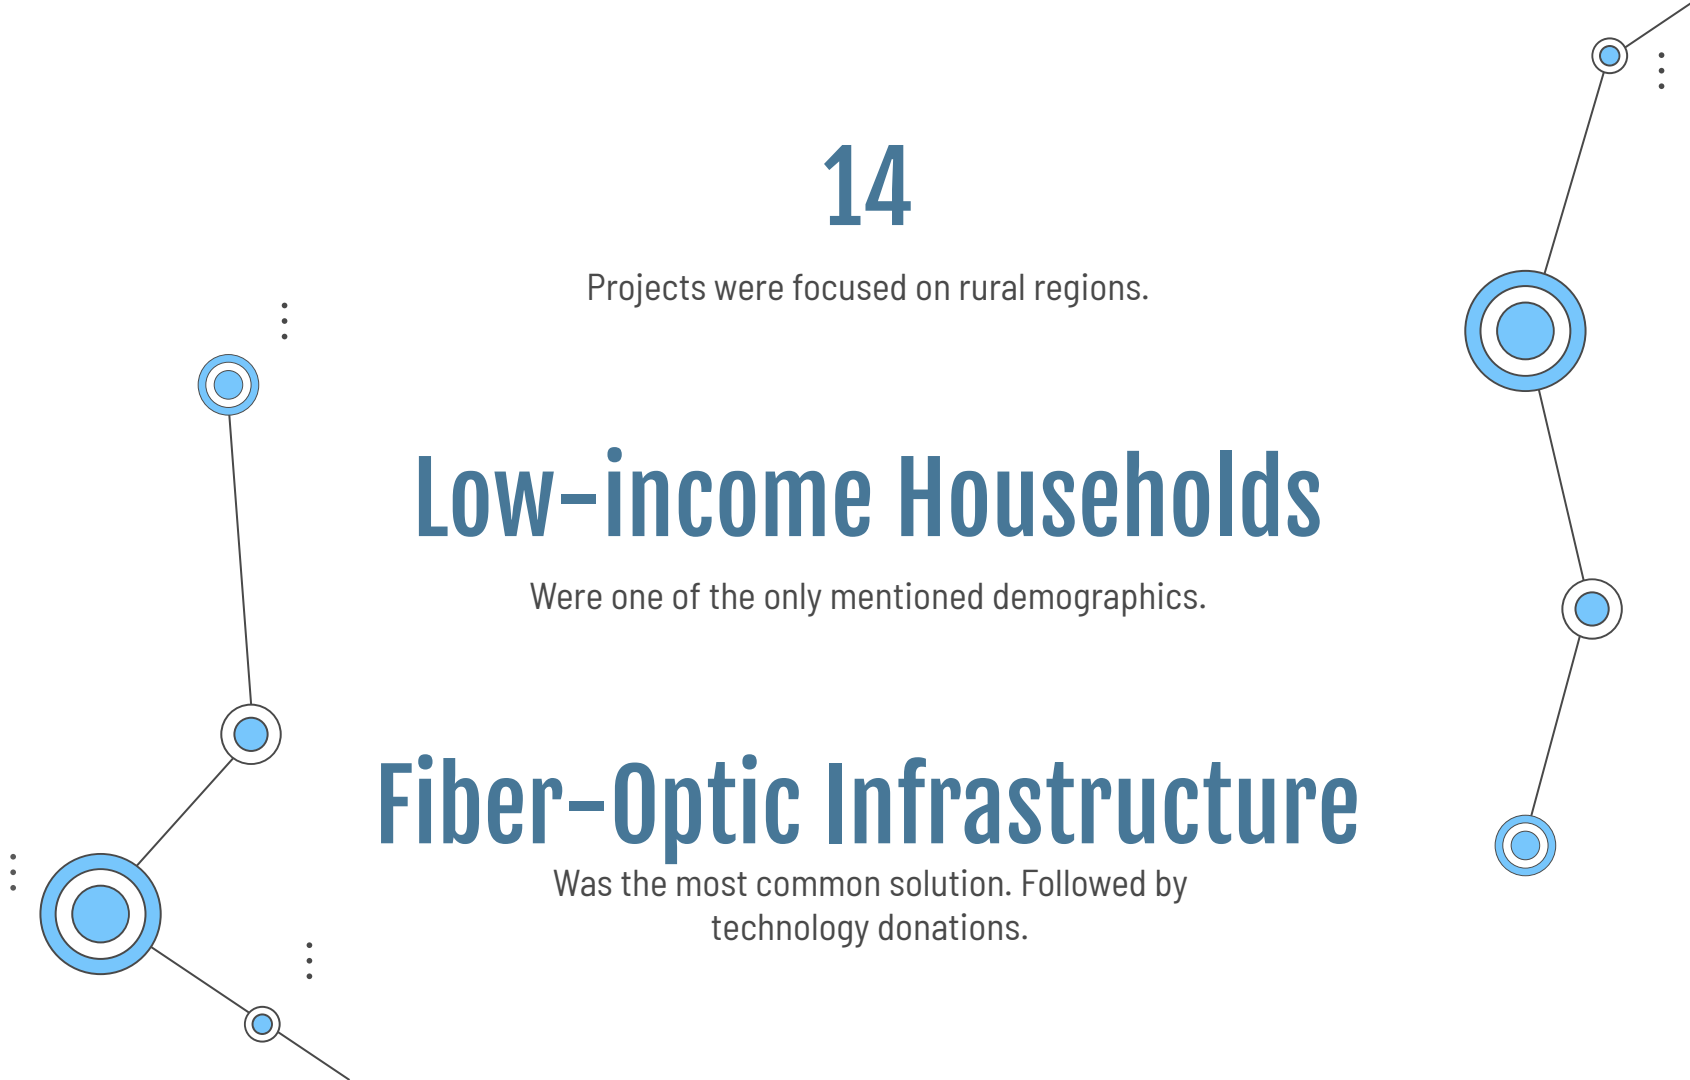 14
Projects were focused on rural regions.
Low-income Households
Were one of the only mentioned demographics.
Fiber-Optic Infrastructure
Was the most common solution. Followed by
technology donations.